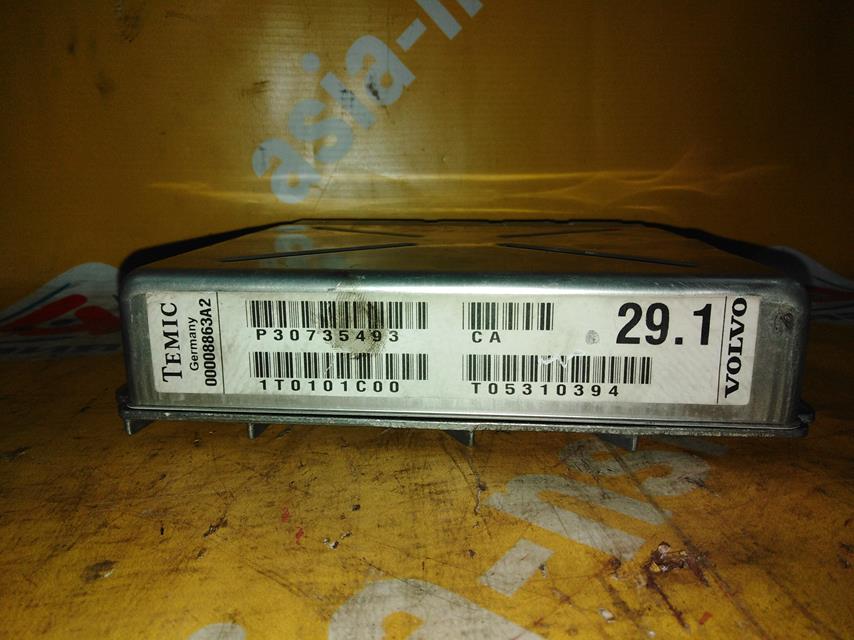 asia-n
TEMIC
Germany
00008863A2
P30735493
CA
29.1
1T0101C00
T05310394
VOLVO